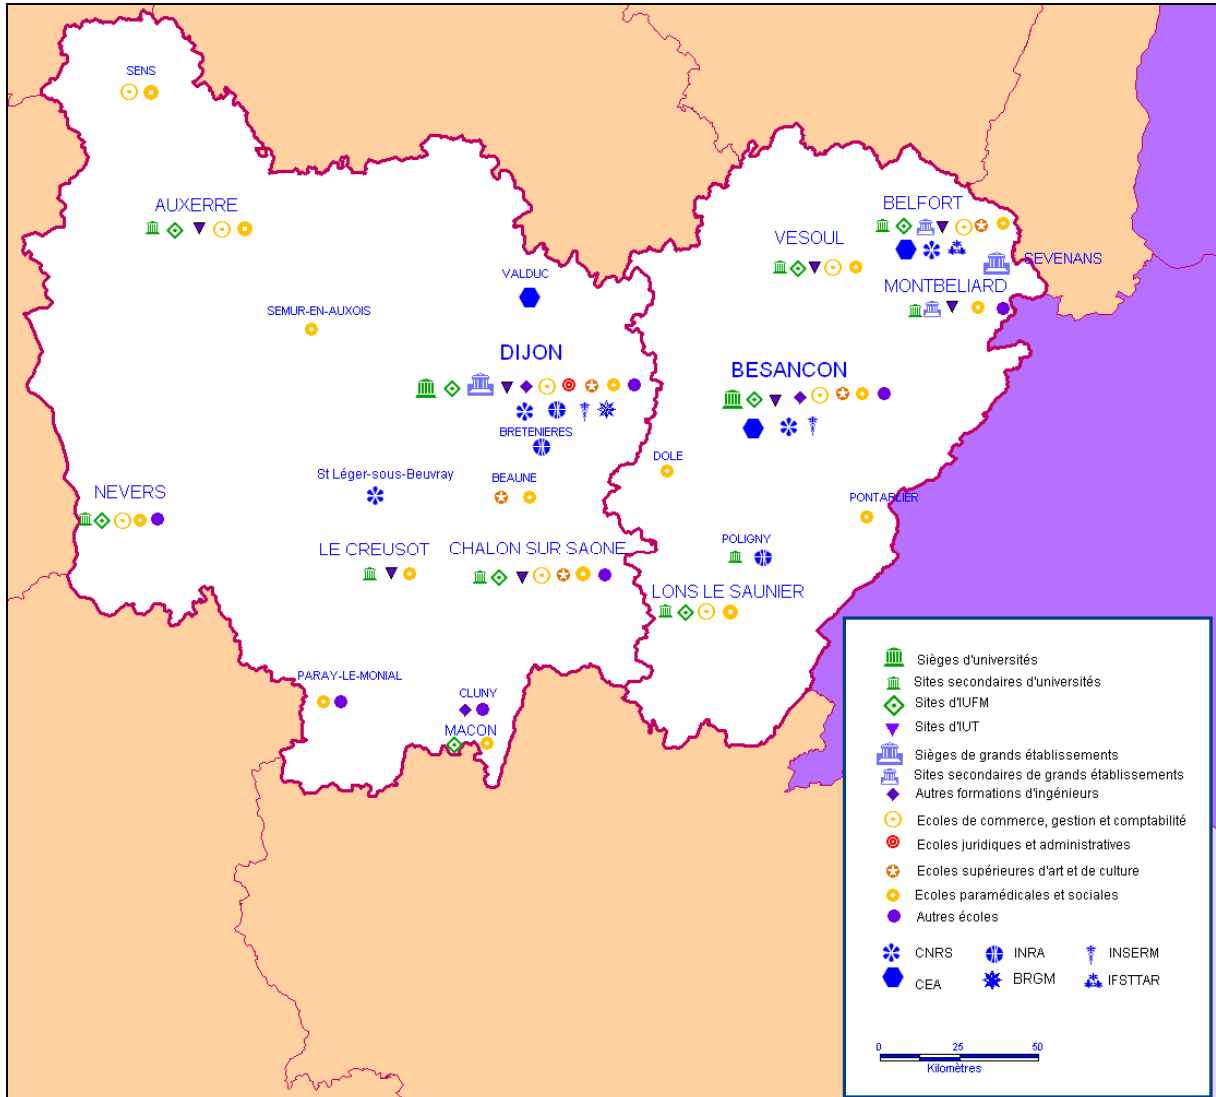 SENS
AUXERRE
BELFORT
VESOUL
SEVENANS
VALDUC
MONTBELIARD
SEMUR-EN-AUXOIS
DIJON
BESANCON
BRETENIERES
DOLE
St Léger-sous-Beuvray
BEAUNE
NEVERS
PONTARLIER
POLIGNY
LE CREUSOT
CHALON SUR SAONE
LONS LE SAUNIER
PARAY-LE-MONIAL
CLUNY
MACON
Sièges d'universités
Sites secondaires d'universités
Sites d'IUFM
Sites d'IUT
Sièges de grands établissements
Sites secondaires de grands établissements
Autres formations d'ingénieurs
Ecoles de commerce, gestion et comptabilité
Ecoles juridiques et administratives
Ecoles supérieures d'art et de culture
Ecoles paramédicales et sociales
Autres écoles
CNRS INRA INSERM
CEA BRGM IFSTTAR
0 25 50
Kilomètres